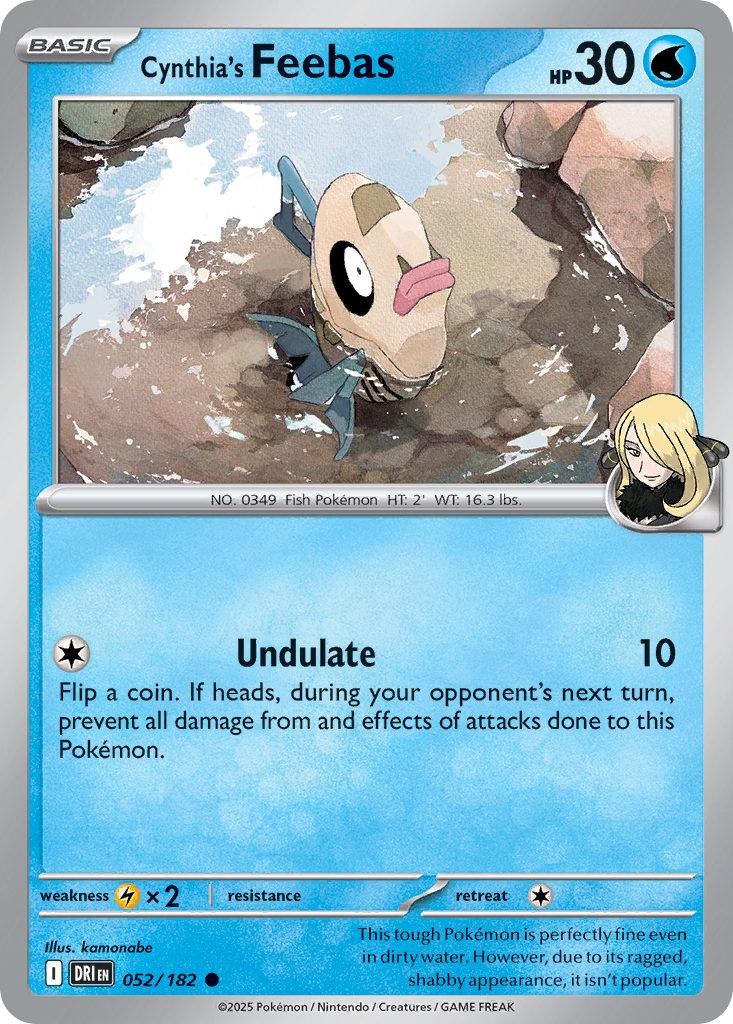 BASIC
Cynthia's Feebas
HP 30
NO. 0349 Fish Pokémon HT: 2' WT: 16.3 lbs.
Undulate 10
Flip a coin. If heads, during your opponent's next turn,
prevent all damage from and effects of attacks done to this
Pokémon.
weakness ×2 resistance retreat
Illus. kamonabe
This tough Pokémon is perfectly fine even
in dirty water. However, due to its ragged,
shabby appearance, it isn't popular.
I DRI EN 052/182
©2025 Pokémon / Nintendo / Creatures / GAME FREAK